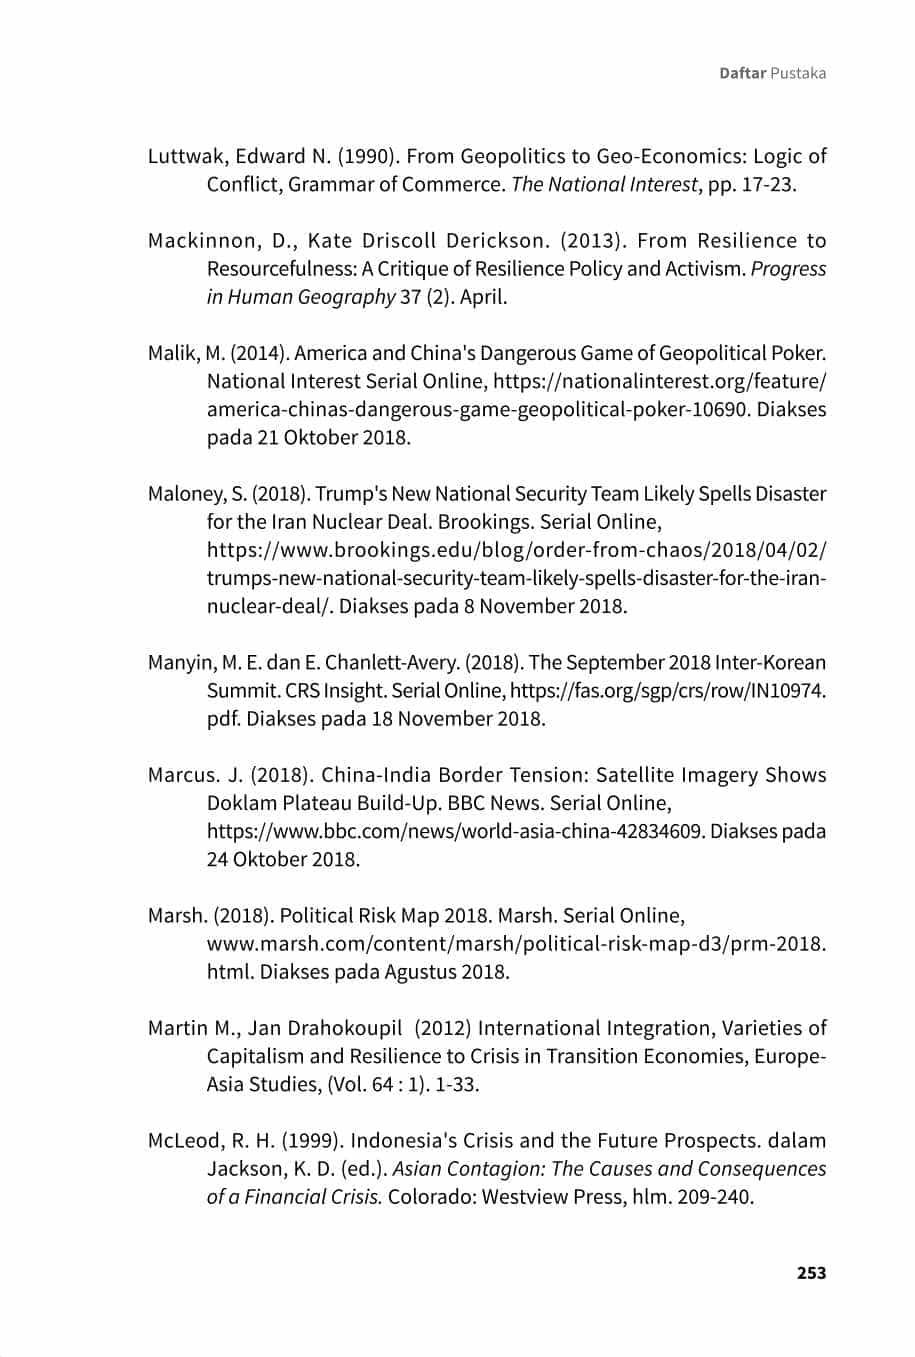 Daftar Pustaka
Luttwak, Edward N. (1990). From Geopolitics to Geo-Economics: Logic of
Conflict, Grammar of Commerce. The National Interest, pp. 17-23.
Mackinnon, D., Kate Driscoll Derickson. (2013). From Resilience to
Resourcefulness: A Critique of Resilience Policy and Activism. Progress
in Human Geography 37 (2). April.
Malik, M. (2014). America and China's Dangerous Game of Geopolitical Poker.
National Interest Serial Online, https://nationalinterest.org/feature/
america-chinas-dangerous-game-geopolitical-poker-10690. Diakses
pada 21 Oktober 2018.
Maloney, S. (2018). Trump's New National Security Team Likely Spells Disaster
for the Iran Nuclear Deal. Brookings. Serial Online,
https://www.brookings.edu/blog/order-from-chaos/2018/04/02/
trumps-new-national-security-team-likely-spells-disaster-for-the-iran-
nuclear-deal/. Diakses pada 8 November 2018.
Manyin, M. E. dan E. Chanlett-Avery. (2018). The September 2018 Inter-Korean
Summit. CRS Insight. Serial Online, https://fas.org/sgp/crs/row/IN10974.
pdf. Diakses pada 18 November 2018.
Marcus. J. (2018). China-India Border Tension: Satellite Imagery Shows
Doklam Plateau Build-Up. BBC News. Serial Online,
https://www.bbc.com/news/world-asia-china-42834609. Diakses pada
24 Oktober 2018.
Marsh. (2018). Political Risk Map 2018. Marsh. Serial Online,
www.marsh.com/content/marsh/political-risk-map-d3/prm-2018.
html. Diakses pada Agustus 2018.
Martin M., Jan Drahokoupil (2012) International Integration, Varieties of
Capitalism and Resilience to Crisis in Transition Economies, Europe-
Asia Studies, (Vol. 64 : 1). 1-33.
McLeod, R. H. (1999). Indonesia's Crisis and the Future Prospects. dalam
Jackson, K. D. (ed.). Asian Contagion: The Causes and Consequences
of a Financial Crisis. Colorado: Westview Press, hlm. 209-240.
253